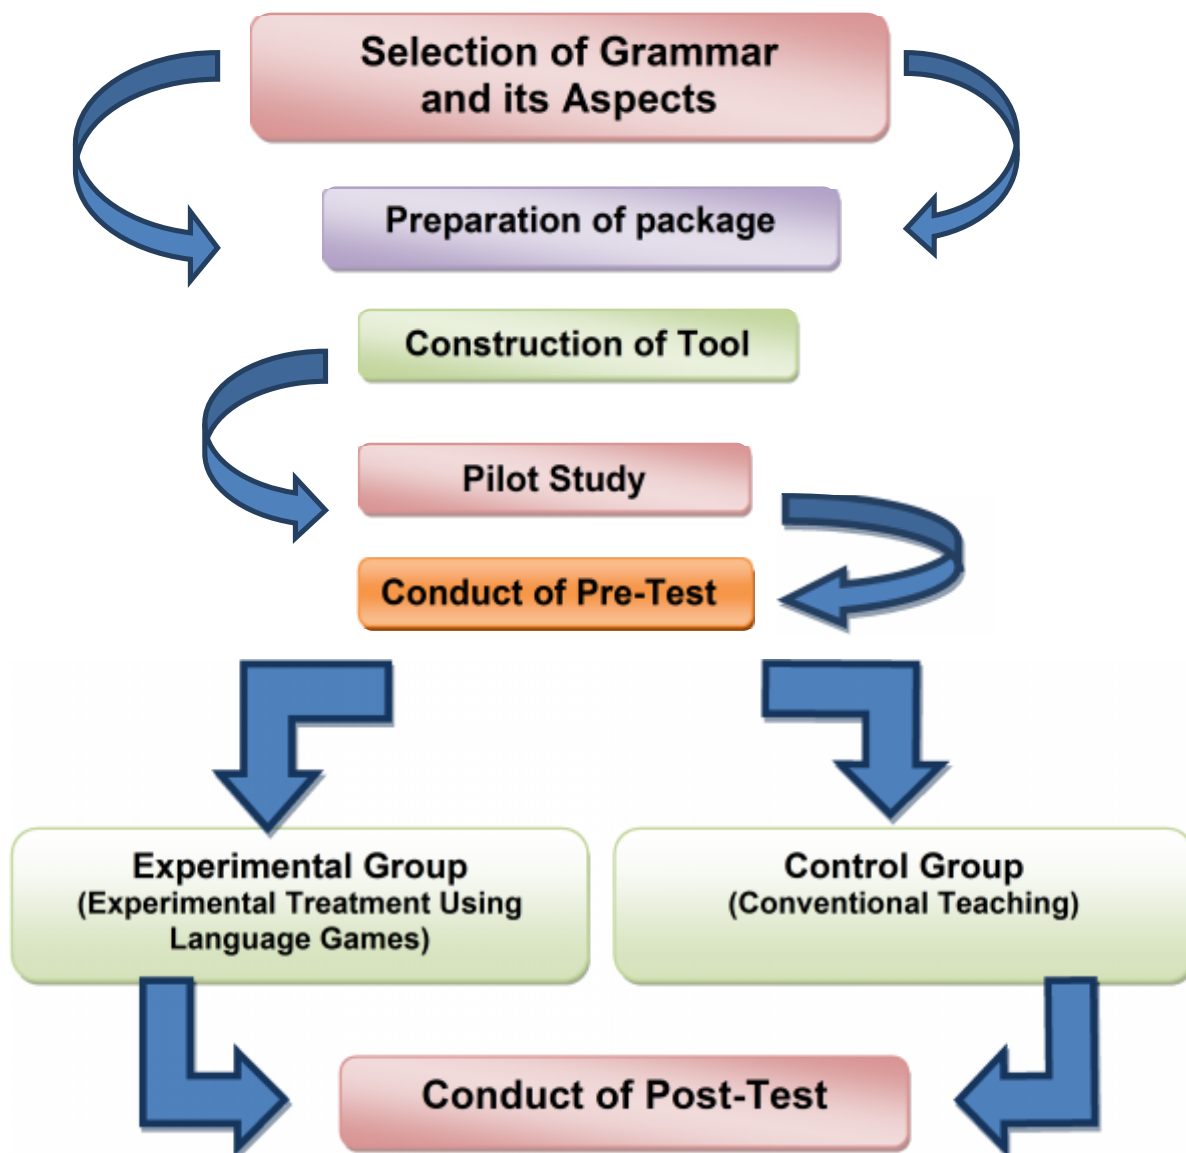 Selection of Grammar
and its Aspects
Preparation of package
Construction of Tool
Pilot Study
Conduct of Pre-Test
Experimental Group
(Experimental Treatment Using
Language Games)
Control Group
(Conventional Teaching)
Conduct of Post-Test